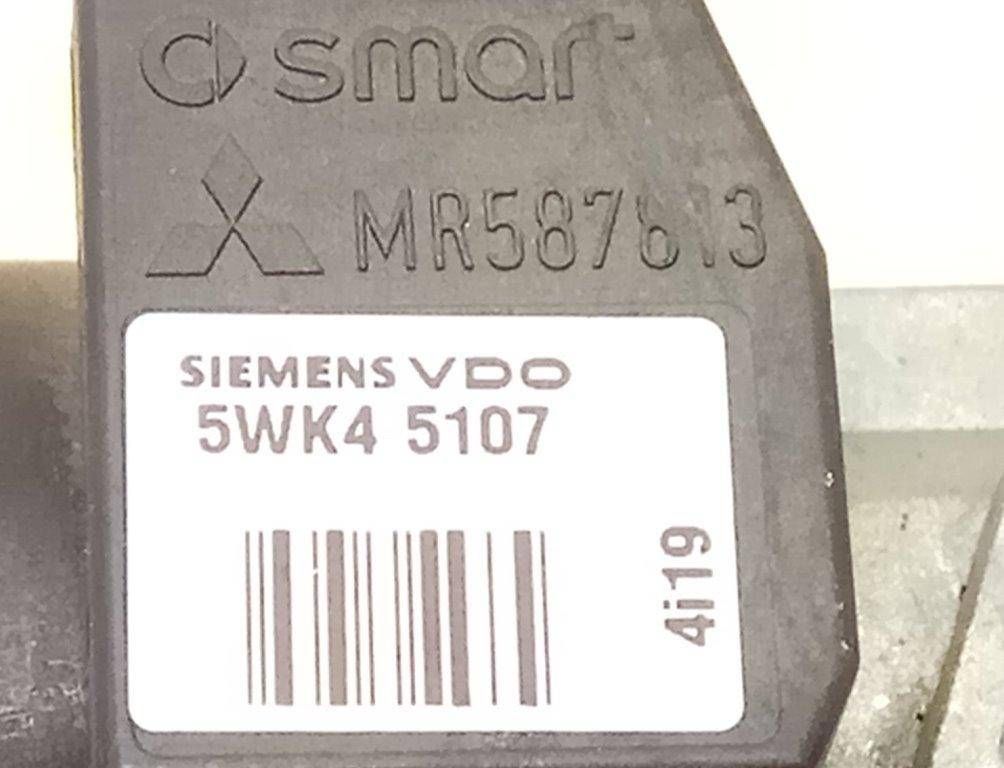 smart
MR587813
SIEMENS VDO
5WK4 5107
4i19